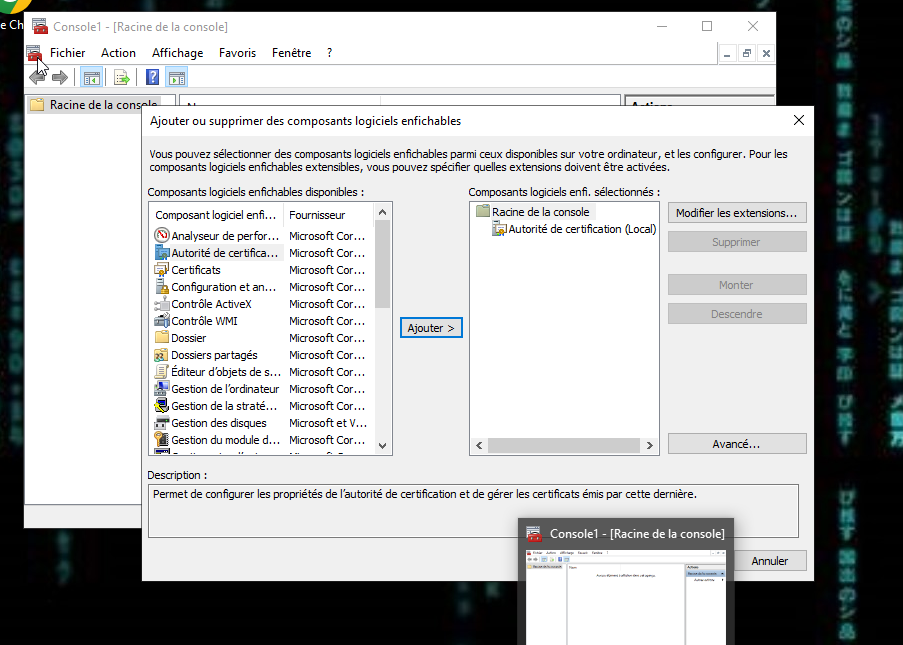 e Ch
Console1 - [Racine de la console]
Fichier Action Affichage Favoris Fenêtre ?
Racine de la console
Ajouter ou supprimer des composants logiciels enfichables
Vous pouvez sélectionner des composants logiciels enfichables parmi ceux disponibles sur votre ordinateur, et les configurer. Pour les
composants logiciels enfichables extensibles, vous pouvez spécifier quelles extensions doivent être activées.
Composants logiciels enfichables disponibles :
Composant logiciel enfi... Fournisseur
Analyseur de perfor... Microsoft Cor...
Autorité de certifica... Microsoft Cor...
Certificats Microsoft Cor...
Configuration et an... Microsoft Cor...
Contrôle ActiveX Microsoft Cor...
Contrôle WMI Microsoft Cor...
Dossier Microsoft Cor...
Dossiers partagés Microsoft Cor...
Éditeur d'objets de s... Microsoft Cor...
Gestion de l'ordinateur Microsoft Cor...
Gestion de la straté... Microsoft Cor...
Gestion des disques Microsoft et V...
Gestion du module d... Microsoft Cor...
Ajouter >
Composants logiciels enfi. sélectionnés :
Racine de la console
Autorité de certification (Local)
Modifier les extensions...
Supprimer
Monter
Descendre
Avancé...
Description :
Permet de configurer les propriétés de l'autorité de certification et de gérer les certificats émis par cette dernière.
Console1 - [Racine de la console]
Annuler